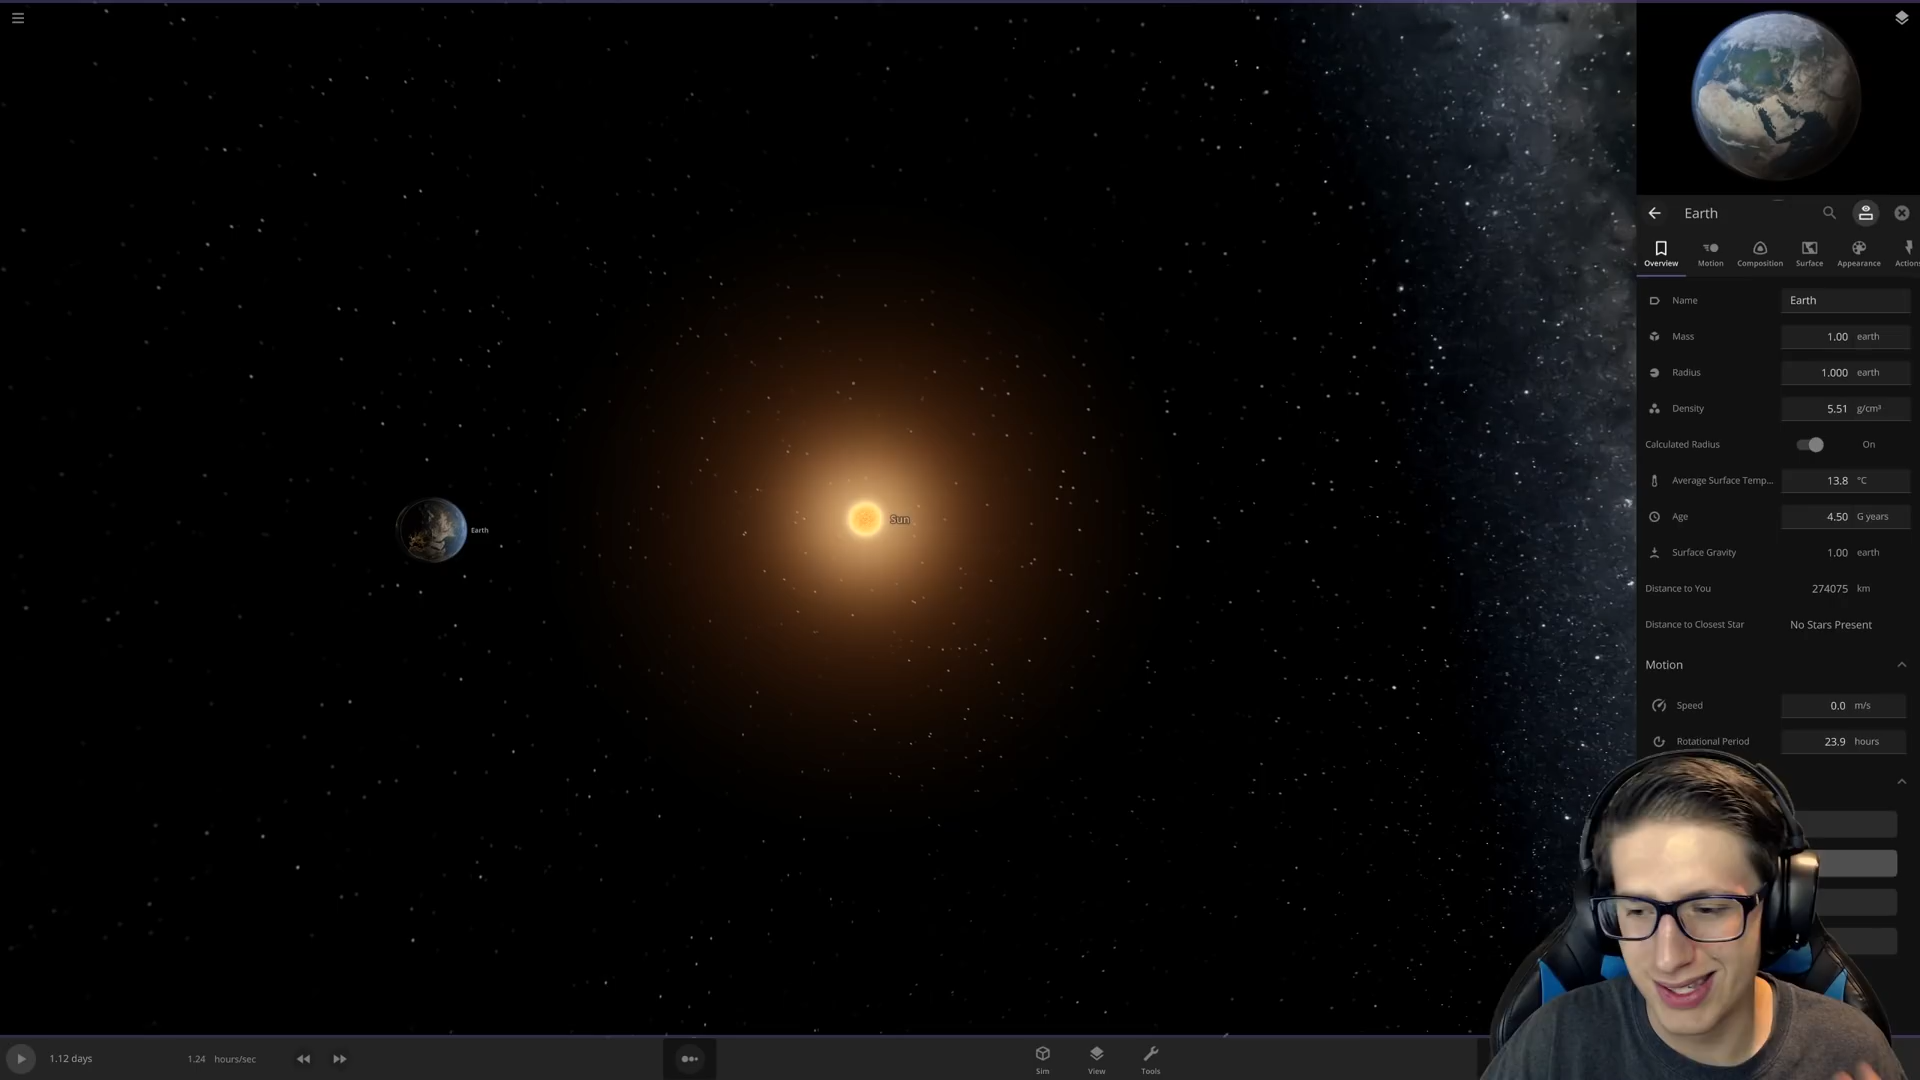 Earth
Overview
Motion
Composition
Surface
Appearance
Actions
Name Earth
Mass 1.00 earth
Radius 1.000 earth
Density 5.51 g/cm³
Calculated Radius On
Average Surface Temp... 13.8 °C
Age 4.50 G years
Surface Gravity 1.00 earth
Distance to You 274075 km
Distance to Closest Star No Stars Present
Motion
Speed 0.0 m/s
Rotational Period 23.9 hours
Sun
Earth
1.12 days
1.24 hours/sec
Sim
View
Tools